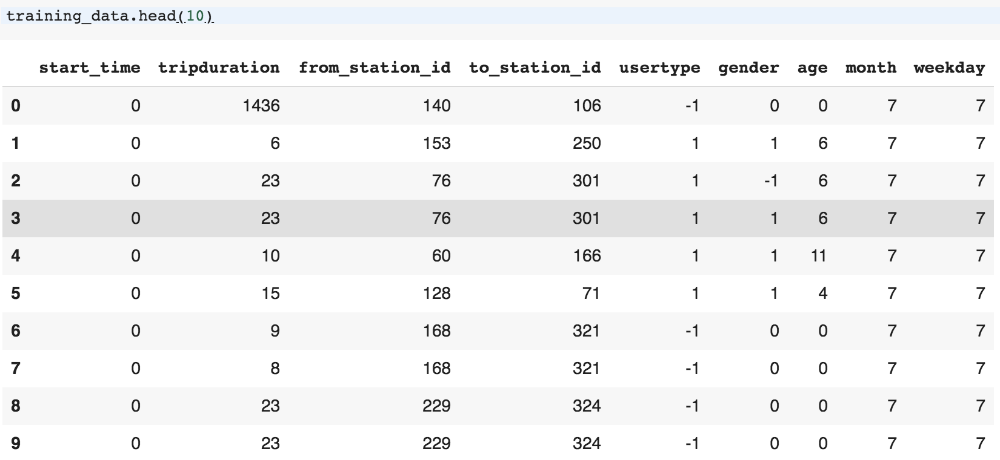 training_data.head(10)
start_time tripduration from_station_id to_station_id usertype gender age month weekday
0 0 1436 140 106 -1 0 0 7 7
1 0 6 153 250 1 1 6 7 7
2 0 23 76 301 1 -1 6 7 7
3 0 23 76 301 1 1 6 7 7
4 0 10 60 166 1 1 11 7 7
5 0 15 128 71 1 1 4 7 7
6 0 9 168 321 -1 0 0 7 7
7 0 8 168 321 -1 0 0 7 7
8 0 23 229 324 -1 0 0 7 7
9 0 23 229 324 -1 0 0 7 7